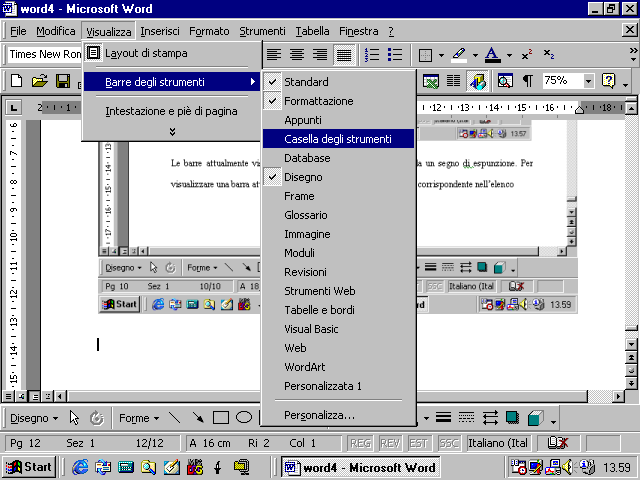 word4 - Microsoft Word
File Modifica Visualizza Inserisci Formato Strumenti Tabella Finestra ?
Times New Ron
Layout di stampa
Barre degli strumenti
Intestazione e piè di pagina
75%
Standard
Formattazione
Appunti
Casella degli strumenti
Database
Disegno
Frame
Glossario
Immagine
Moduli
Revisioni
Strumenti Web
Tabelle e bordi
Visual Basic
Web
WordArt
Personalizzata 1
Personalizza...
13.57
Le barre attualmente vi
da un segno di espunzione. Per
visualizzare una barra at
corrispondente nell'elenco
Disegno Forme
Pg 10 Sez 1 10/10 A 18 SSC Italiano (Ital
Start 13.59
Disegno Forme
Pg 12 Sez 1 12/12 A 16 cm Ri 2 Col 1 REG REV EST SSC Italiano (Ital
Start word4 - Microsoft Word 13.59